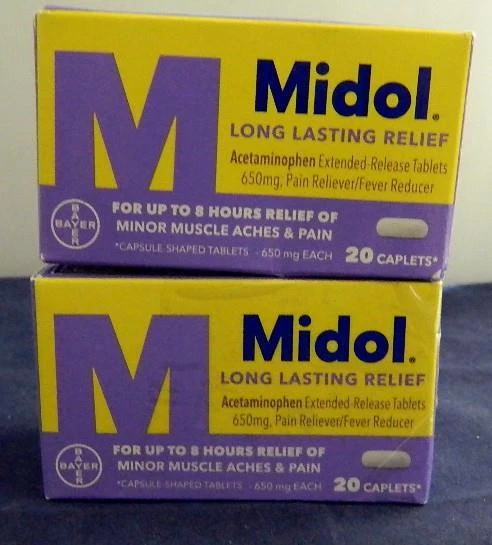 M
Midol®
LONG LASTING RELIEF
Acetaminophen Extended-Release Tablets
650mg, Pain Reliever/Fever Reducer
BAYER
BAYER
FOR UP TO 8 HOURS RELIEF OF
MINOR MUSCLE ACHES & PAIN
*CAPSULE SHAPED TABLETS - 650 mg EACH
20 CAPLETS*
M
Midol®
LONG LASTING RELIEF
Acetaminophen Extended-Release Tablets
650mg, Pain Reliever/Fever Reducer
BAYER
BAYER
FOR UP TO 8 HOURS RELIEF OF
MINOR MUSCLE ACHES & PAIN
*CAPSULE SHAPED TABLETS - 650 mg EACH
20 CAPLETS*